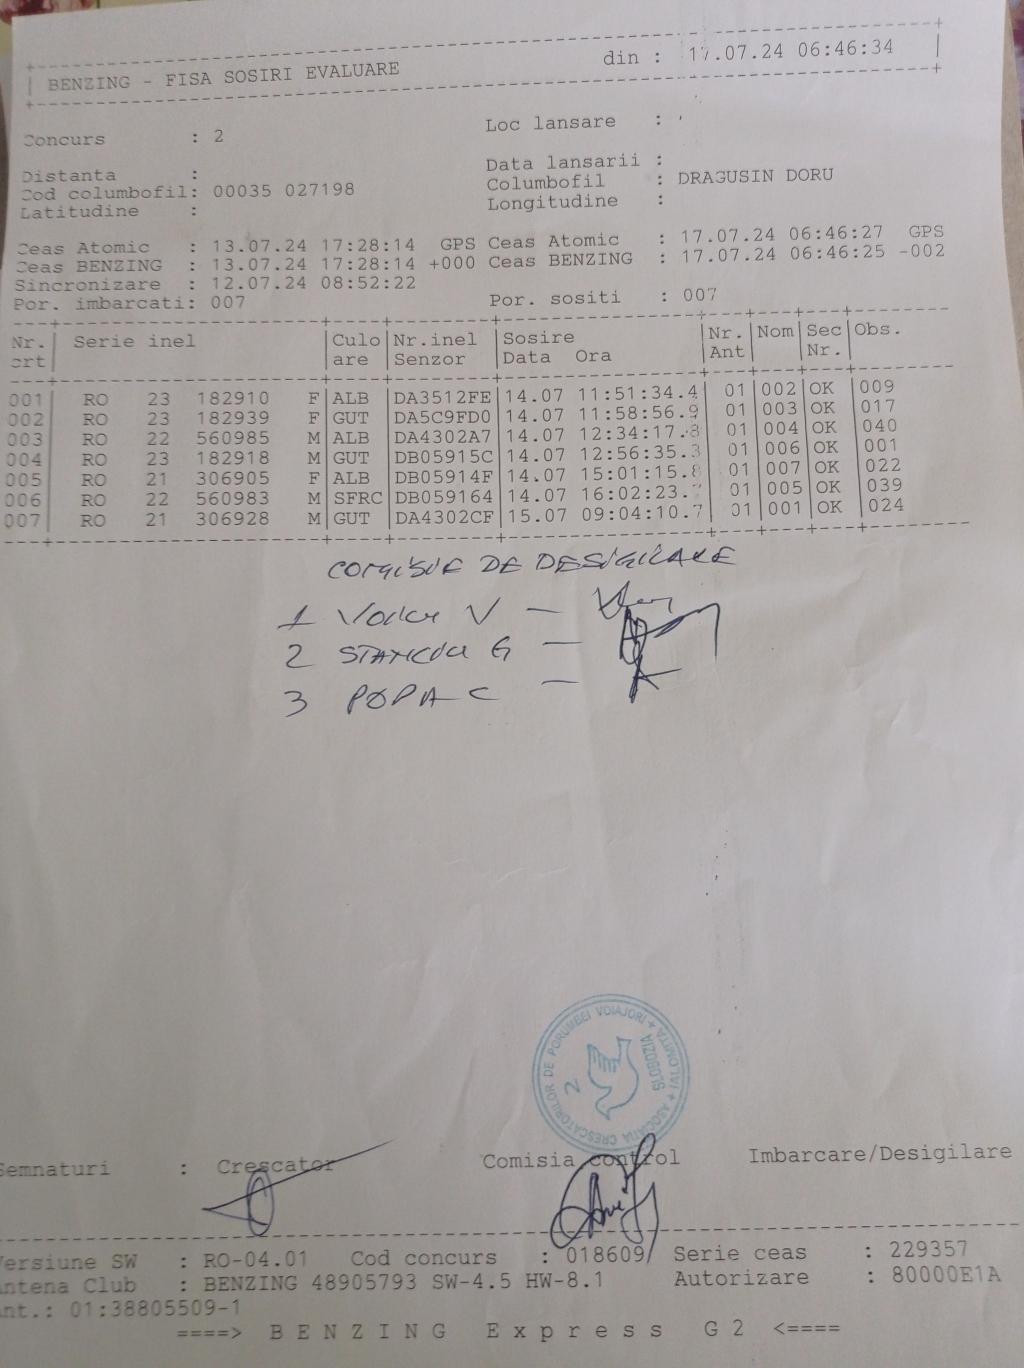 BENZING - FISA SOSIRI EVALUARE din : 17.07.24 06:46:34
Concurs : 2 Loc lansare :
Distanta : Data lansarii :
Cod columbofil: 00035 027198 Columbofil : DRAGUSIN DORU
Latitudine : Longitudine :
Ceas Atomic : 13.07.24 17:28:14 GPS Ceas Atomic : 17.07.24 06:46:27 GPS
Ceas BENZING : 13.07.24 17:28:14 +000 Ceas BENZING : 17.07.24 06:46:25 -002
Sincronizare : 12.07.24 08:52:22
Por. imbarcati: 007 Por. sositi : 007
Nr. Serie inel Culo Nr.inel Sosire Nr. Nom Sec Obs.
crt are Senzor Data Ora Ant Nr.
001 RO 23 182910 F ALB DA3512FE 14.07 11:51:34.4 01 002 OK 009
002 RO 23 182939 F GUT DA5C9FD0 14.07 11:58:56.9 01 003 OK 017
003 RO 22 560985 M ALB DA4302A7 14.07 12:34:17.8 01 004 OK 040
004 RO 23 182918 M GUT DB05915C 14.07 12:56:35.3 01 006 OK 001
005 RO 21 306905 F ALB DB05914F 14.07 15:01:15.8 01 007 OK 022
006 RO 22 560983 M SFRC DB059164 14.07 16:02:23. 01 005 OK 039
007 RO 21 306928 M GUT DA4302CF 15.07 09:04:10.7 01 001 OK 024
COMISIE DE DESIGILARE
1 V —
2 STANCIU G —
3 POPA C —
ASOCIATIA CRESCATORILOR DE PORUMBEI VOIAJORI + IALOMITA +
SLOBOZIA
2
Semnaturi : Crescator Comisia control Imbarcare/Desigilare
Versiune SW : RO-04.01 Cod concurs : 018609 Serie ceas : 229357
Antena Club : BENZING 48905793 SW-4.5 HW-8.1 Autorizare : 80000E1A
Ant.: 01:38805509-1
====> B E N Z I N G E x p r e s s G 2 <====